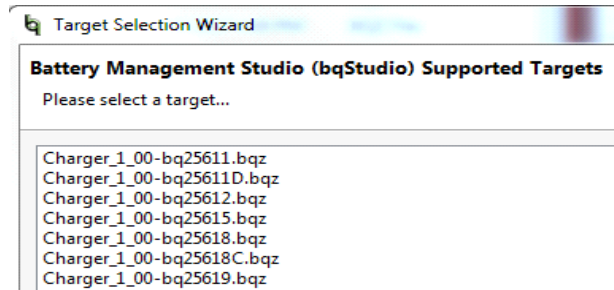 Target Selection Wizard
Battery Management Studio (bqStudio) Supported Targets
Please select a target...
Charger_1_00-bq25611.bqz
Charger_1_00-bq25611D.bqz
Charger_1_00-bq25612.bqz
Charger_1_00-bq25615.bqz
Charger_1_00-bq25618.bqz
Charger_1_00-bq25618C.bqz
Charger_1_00-bq25619.bqz